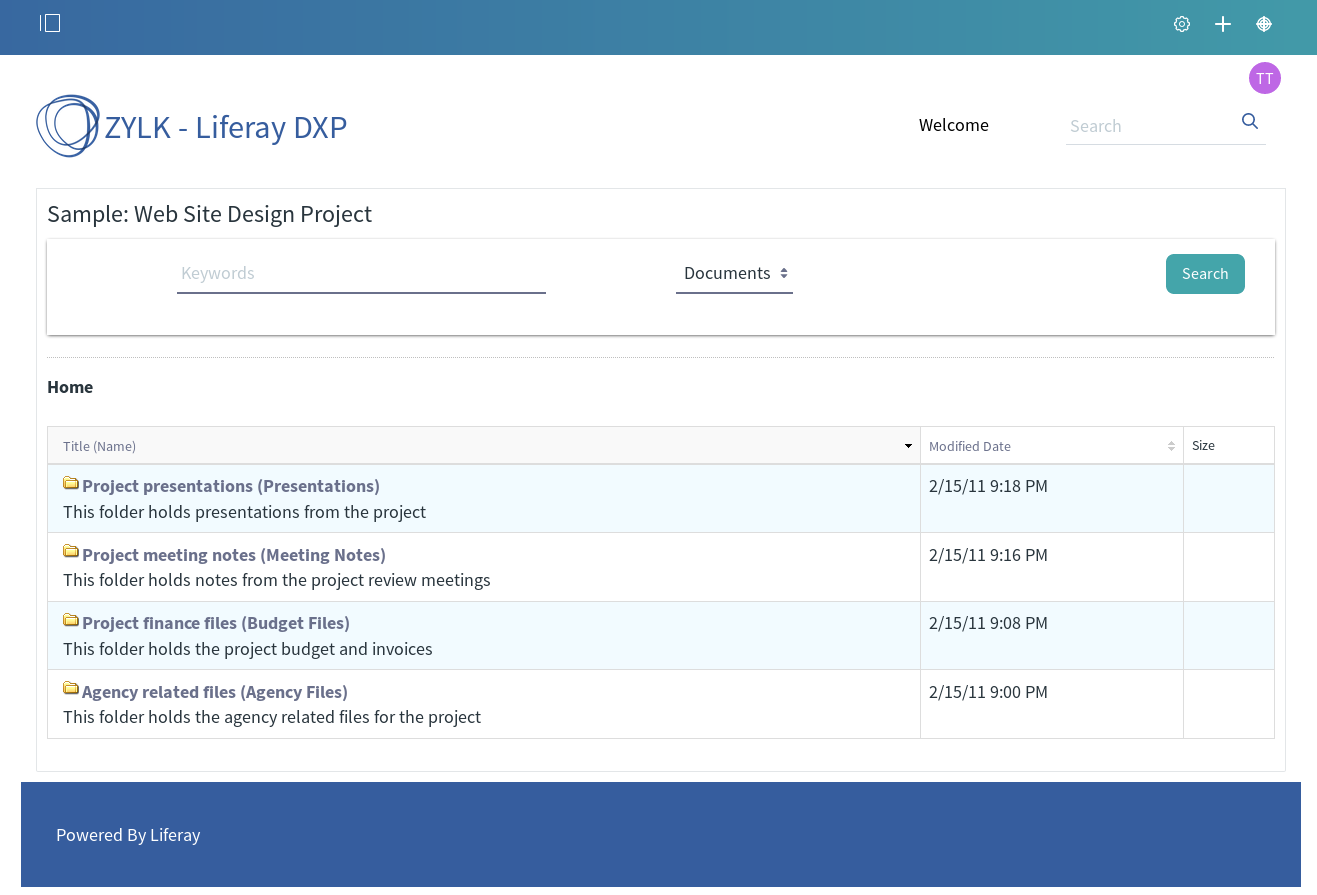 TT
ZYLK - Liferay DXP
Welcome
Search
Sample: Web Site Design Project
Keywords
Documents
Search
Home
Title (Name) Modified Date Size
Project presentations (Presentations) 2/15/11 9:18 PM
This folder holds presentations from the project
Project meeting notes (Meeting Notes) 2/15/11 9:16 PM
This folder holds notes from the project review meetings
Project finance files (Budget Files) 2/15/11 9:08 PM
This folder holds the project budget and invoices
Agency related files (Agency Files) 2/15/11 9:00 PM
This folder holds the agency related files for the project
Powered By Liferay